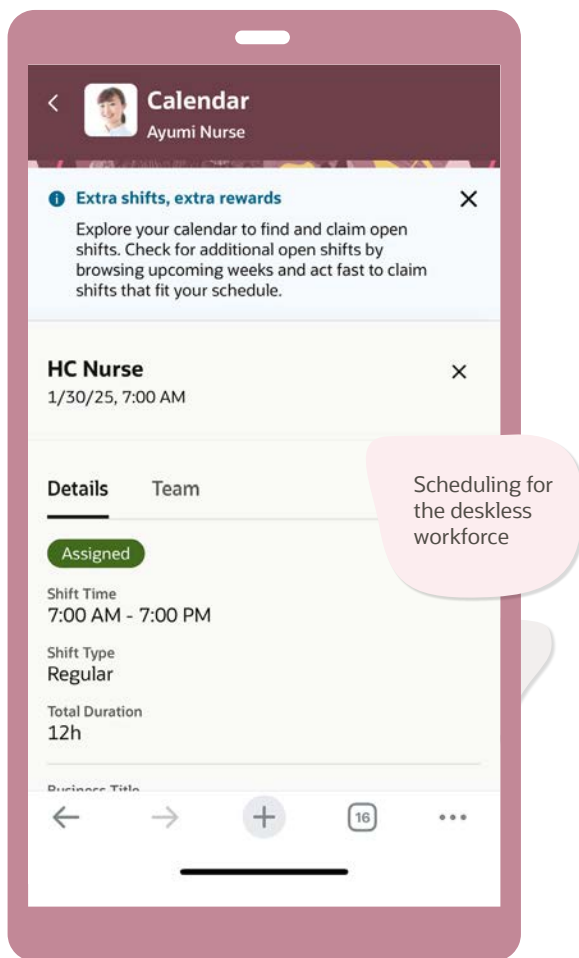 Calendar
Ayumi Nurse
Extra shifts, extra rewards
Explore your calendar to find and claim open
shifts. Check for additional open shifts by
browsing upcoming weeks and act fast to claim
shifts that fit your schedule.
HC Nurse
1/30/25, 7:00 AM
Details Team
Scheduling for
the deskless
workforce
Assigned
Shift Time
7:00 AM - 7:00 PM
Shift Type
Regular
Total Duration
12h
Business Title
16